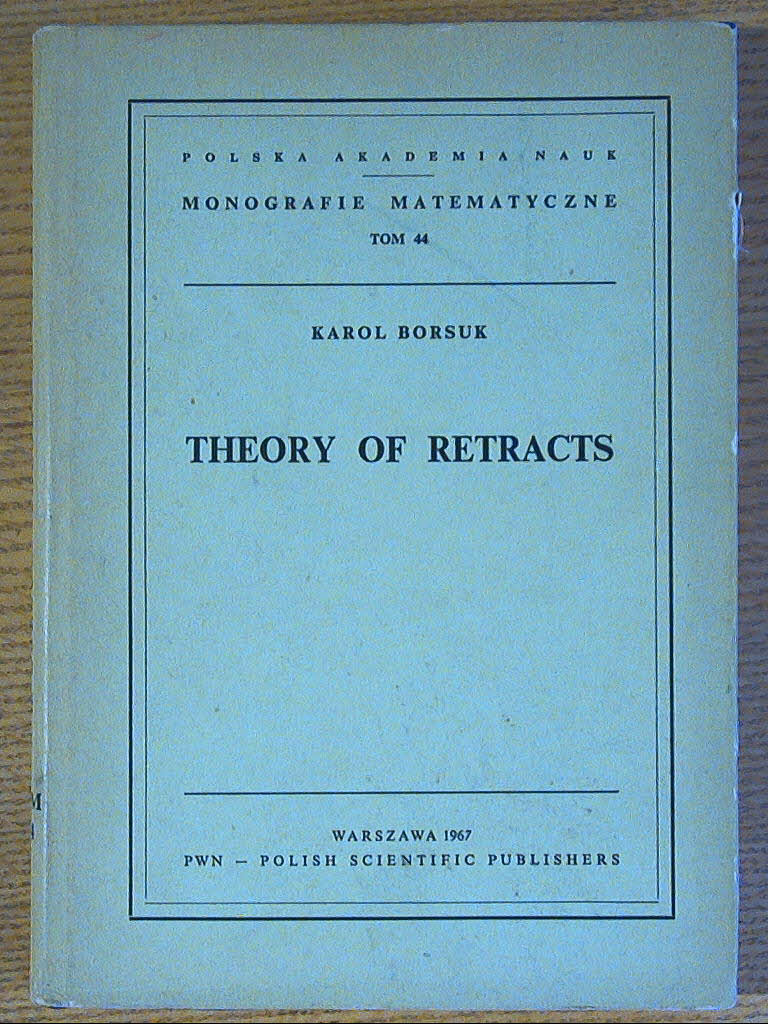 POLSKA AKADEMIA NAUK
MONOGRAFIE MATEMATYCZNE
TOM 44
KAROL BORSUK
THEORY OF RETRACTS
WARSZAWA 1967
PWN – POLISH SCIENTIFIC PUBLISHERS